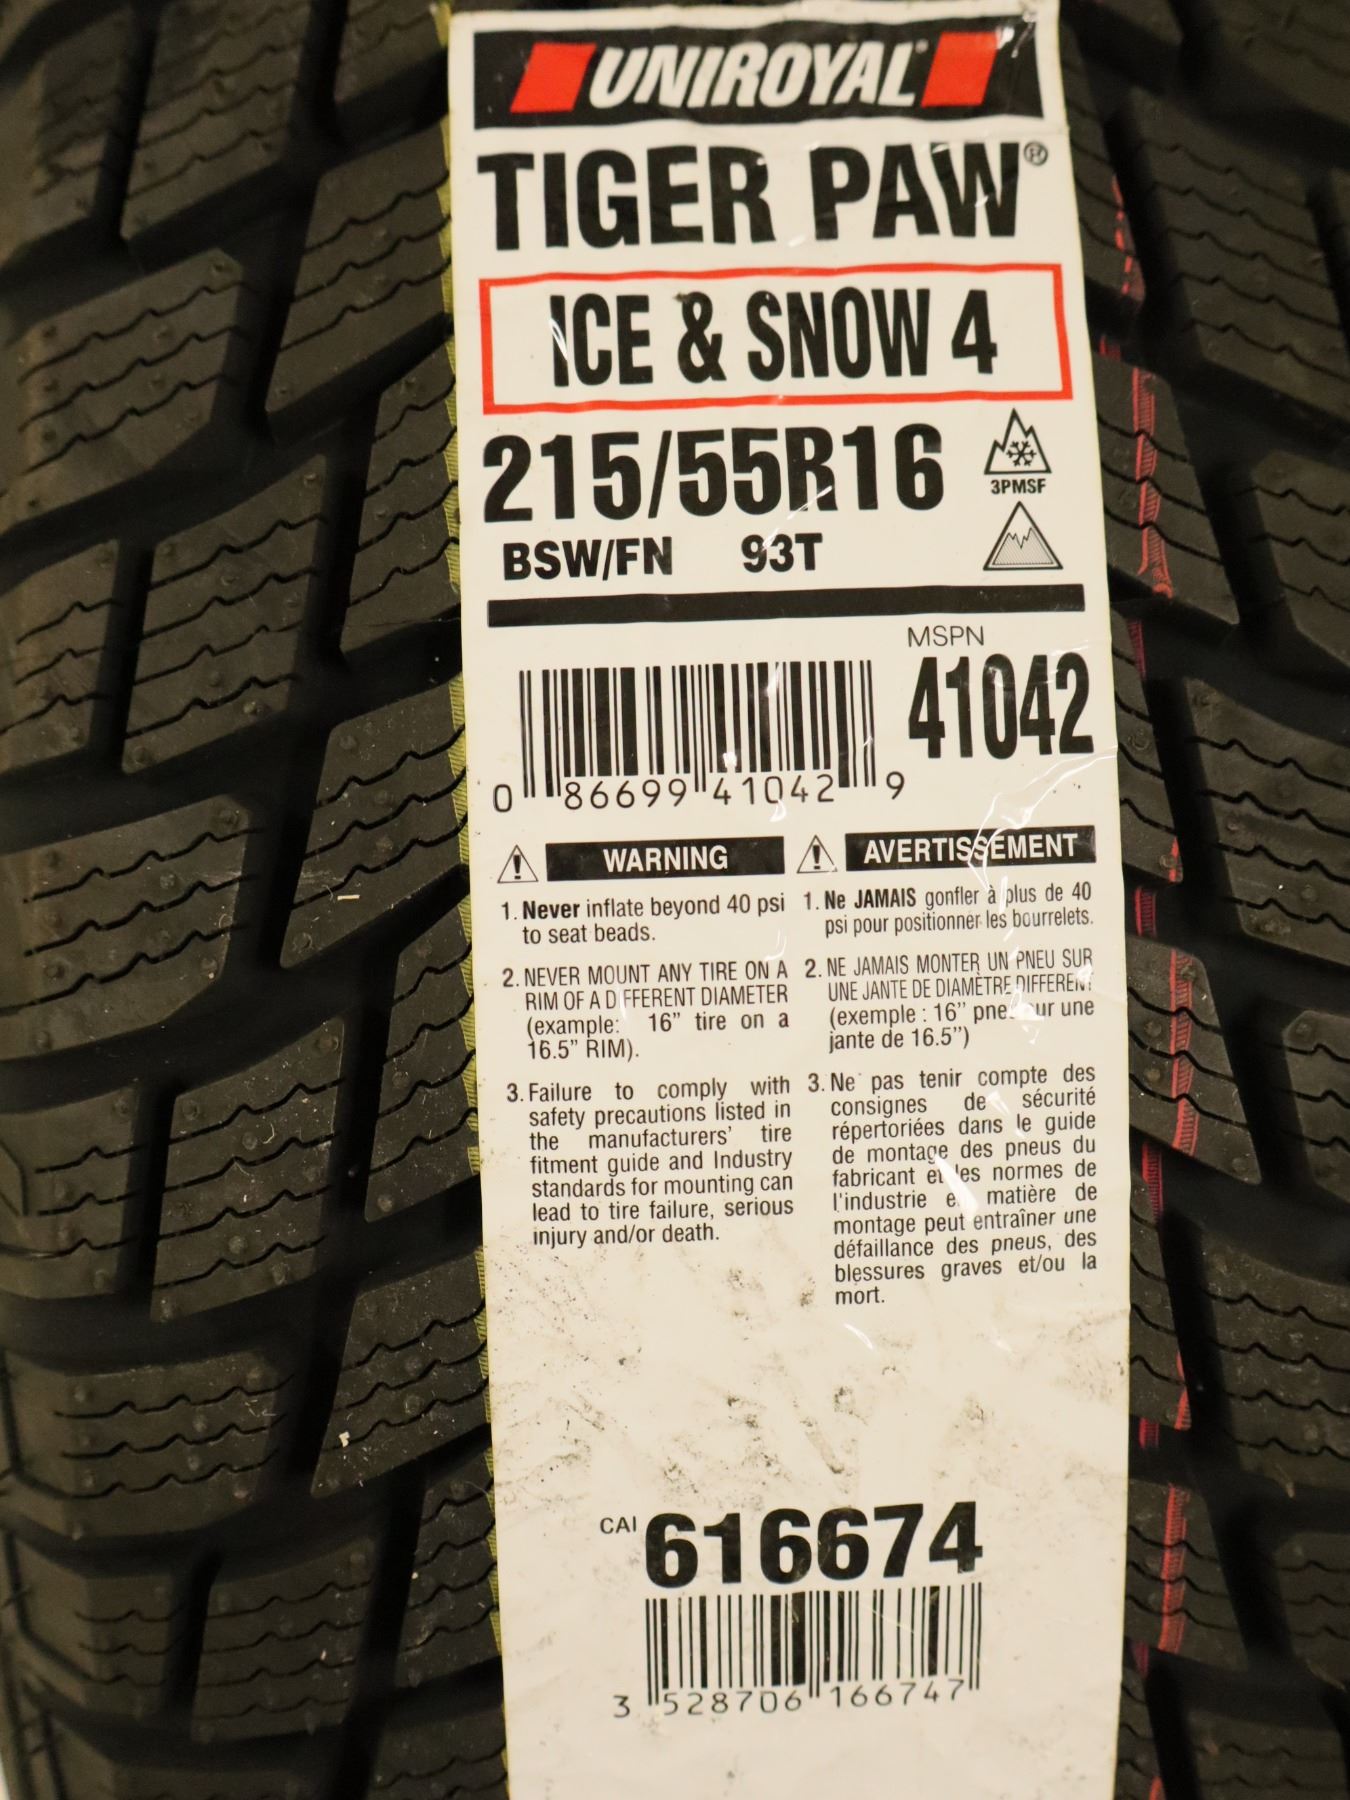 UNIROYAL®
TIGER PAW®
ICE & SNOW 4
215/55R16
3PMSF
BSW/FN 93T
MSPN
41042
0 86699 41042 9
WARNING
1. Never inflate beyond 40 psi
to seat beads.
2. NEVER MOUNT ANY TIRE ON A
RIM OF A DIFFERENT DIAMETER
(example: 16” tire on a
16.5” RIM).
3. Failure to comply with
safety precautions listed in
the manufacturers’ tire
fitment guide and Industry
standards for mounting can
lead to tire failure, serious
injury and/or death.
AVERTISSEMENT
1. Ne JAMAIS gonfler à plus de 40
psi pour positionner les bourrelets.
2. NE JAMAIS MONTER UN PNEU SUR
UNE JANTE DE DIAMÈTRE DIFFERENT
(exemple : 16” pneu sur une
jante de 16.5”)
3. Ne pas tenir compte des
consignes de sécurité
répertoriées dans le guide
de montage des pneus du
fabricant et les normes de
l'industrie en matière de
montage peut entraîner une
défaillance des pneus, des
blessures graves et/ou la
mort.
CAI 616674
3 528706 166747